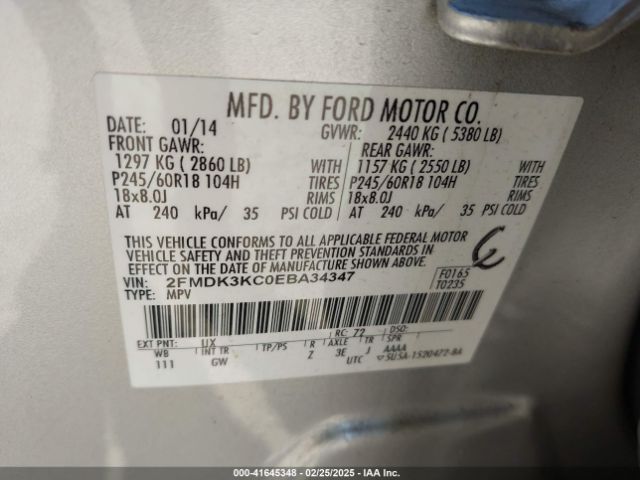 MFD. BY FORD MOTOR CO.
DATE: 01/14 GVWR: 2440 KG ( 5380 LB)
FRONT GAWR: REAR GAWR:
1297 KG ( 2860 LB) WITH 1157 KG ( 2550 LB) WITH
P245/60R18 104H TIRES P245/60R18 104H TIRES
18x8.0J RIMS 18x8.0J RIMS
AT 240 kPa/ 35 PSI COLD AT 240 kPa/ 35 PSI COLD
THIS VEHICLE CONFORMS TO ALL APPLICABLE FEDERAL MOTOR
VEHICLE SAFETY AND THEFT PREVENTION STANDARDS IN
EFFECT ON THE DATE OF MANUFACTURE SHOWN ABOVE.
VIN: 2FMDK3KC0EBA34347 F0165
TYPE: MPV T0235
EXT PNT: UX RC: 72 DSO:
WB INT TR TP/PS R AXLE TR SPR
111 GW Z 3E J AAAA
UTC
000-41645348 - 02/25/2025 - IAA Inc.